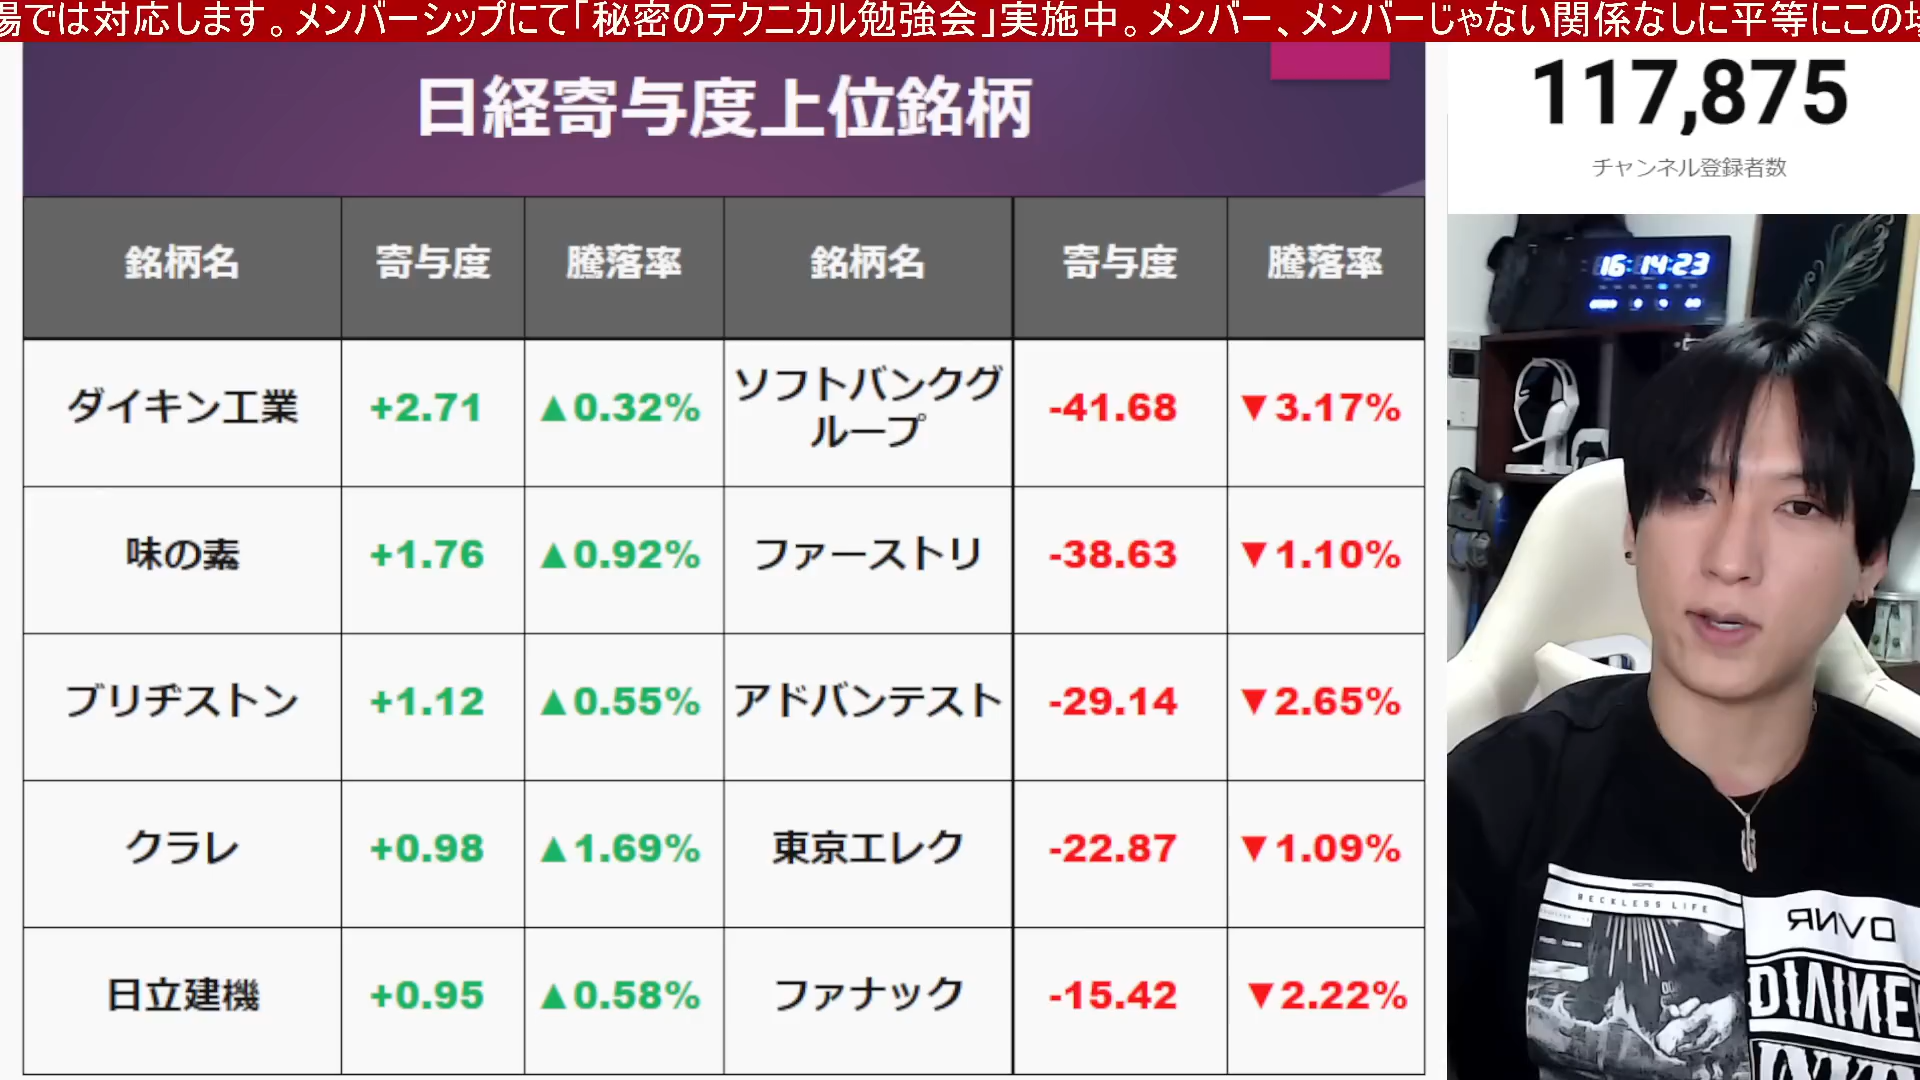 場では対応します。メンバーシップにて「秘密のテクニカル勉強会」実施中。メンバー、メンバーじゃない関係なしに平等にこの場
日経寄与度上位銘柄
117,875
チャンネル登録者数
銘柄名 寄与度 騰落率 銘柄名 寄与度 騰落率
ダイキン工業 +2.71 ▲0.32% ソフトバンクグ
ループ -41.68 ▼3.17%
味の素 +1.76 ▲0.92% ファーストリ -38.63 ▼1.10%
ブリヂストン +1.12 ▲0.55% アドバンテスト -29.14 ▼2.65%
クラレ +0.98 ▲1.69% 東京エレク -22.87 ▼1.09%
日立建機 +0.95 ▲0.58% ファナック -15.42 ▼2.22%
16:14:23
RECKLESS LIFE